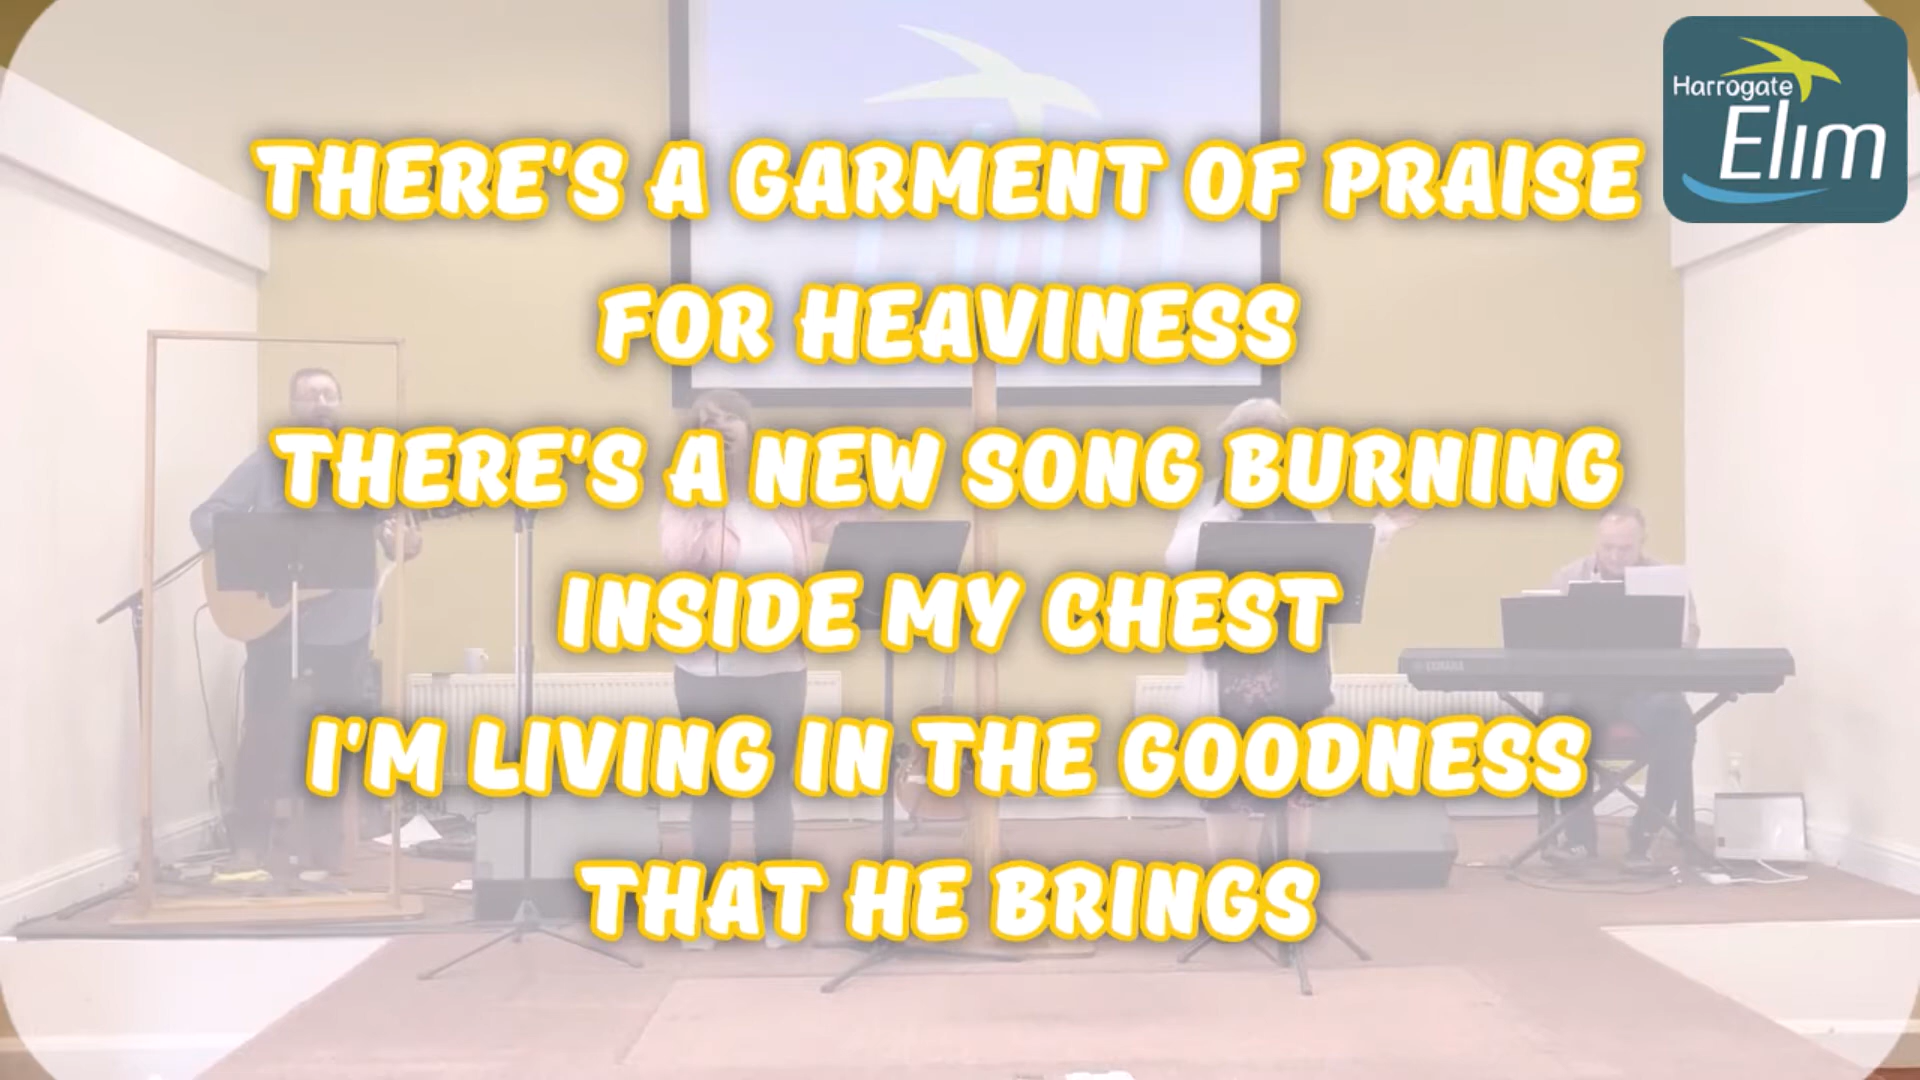 Harrogate
Elim
THERE'S A GARMENT OF PRAISE
FOR HEAVINESS
THERE'S A NEW SONG BURNING
INSIDE MY CHEST
I'M LIVING IN THE GOODNESS
THAT HE BRINGS
YAMAHA